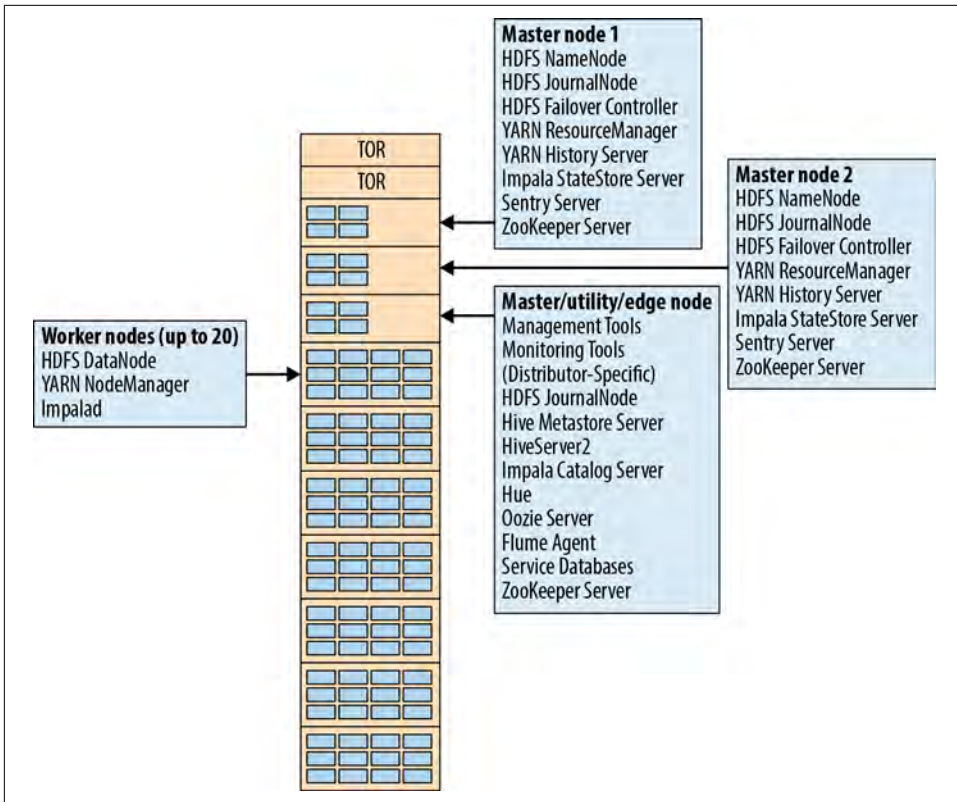 Master node 1
HDFS NameNode
HDFS JournalNode
HDFS Failover Controller
YARN ResourceManager
YARN History Server
Impala StateStore Server
Sentry Server
ZooKeeper Server
TOR
TOR
Master node 2
HDFS NameNode
HDFS JournalNode
HDFS Failover Controller
YARN ResourceManager
YARN History Server
Impala StateStore Server
Sentry Server
ZooKeeper Server
Master/utility/edge node
Management Tools
Monitoring Tools
(Distributor-Specific)
HDFS JournalNode
Hive Metastore Server
HiveServer2
Impala Catalog Server
Hue
Oozie Server
Flume Agent
Service Databases
ZooKeeper Server
Worker nodes (up to 20)
HDFS DataNode
YARN NodeManager
Impalad